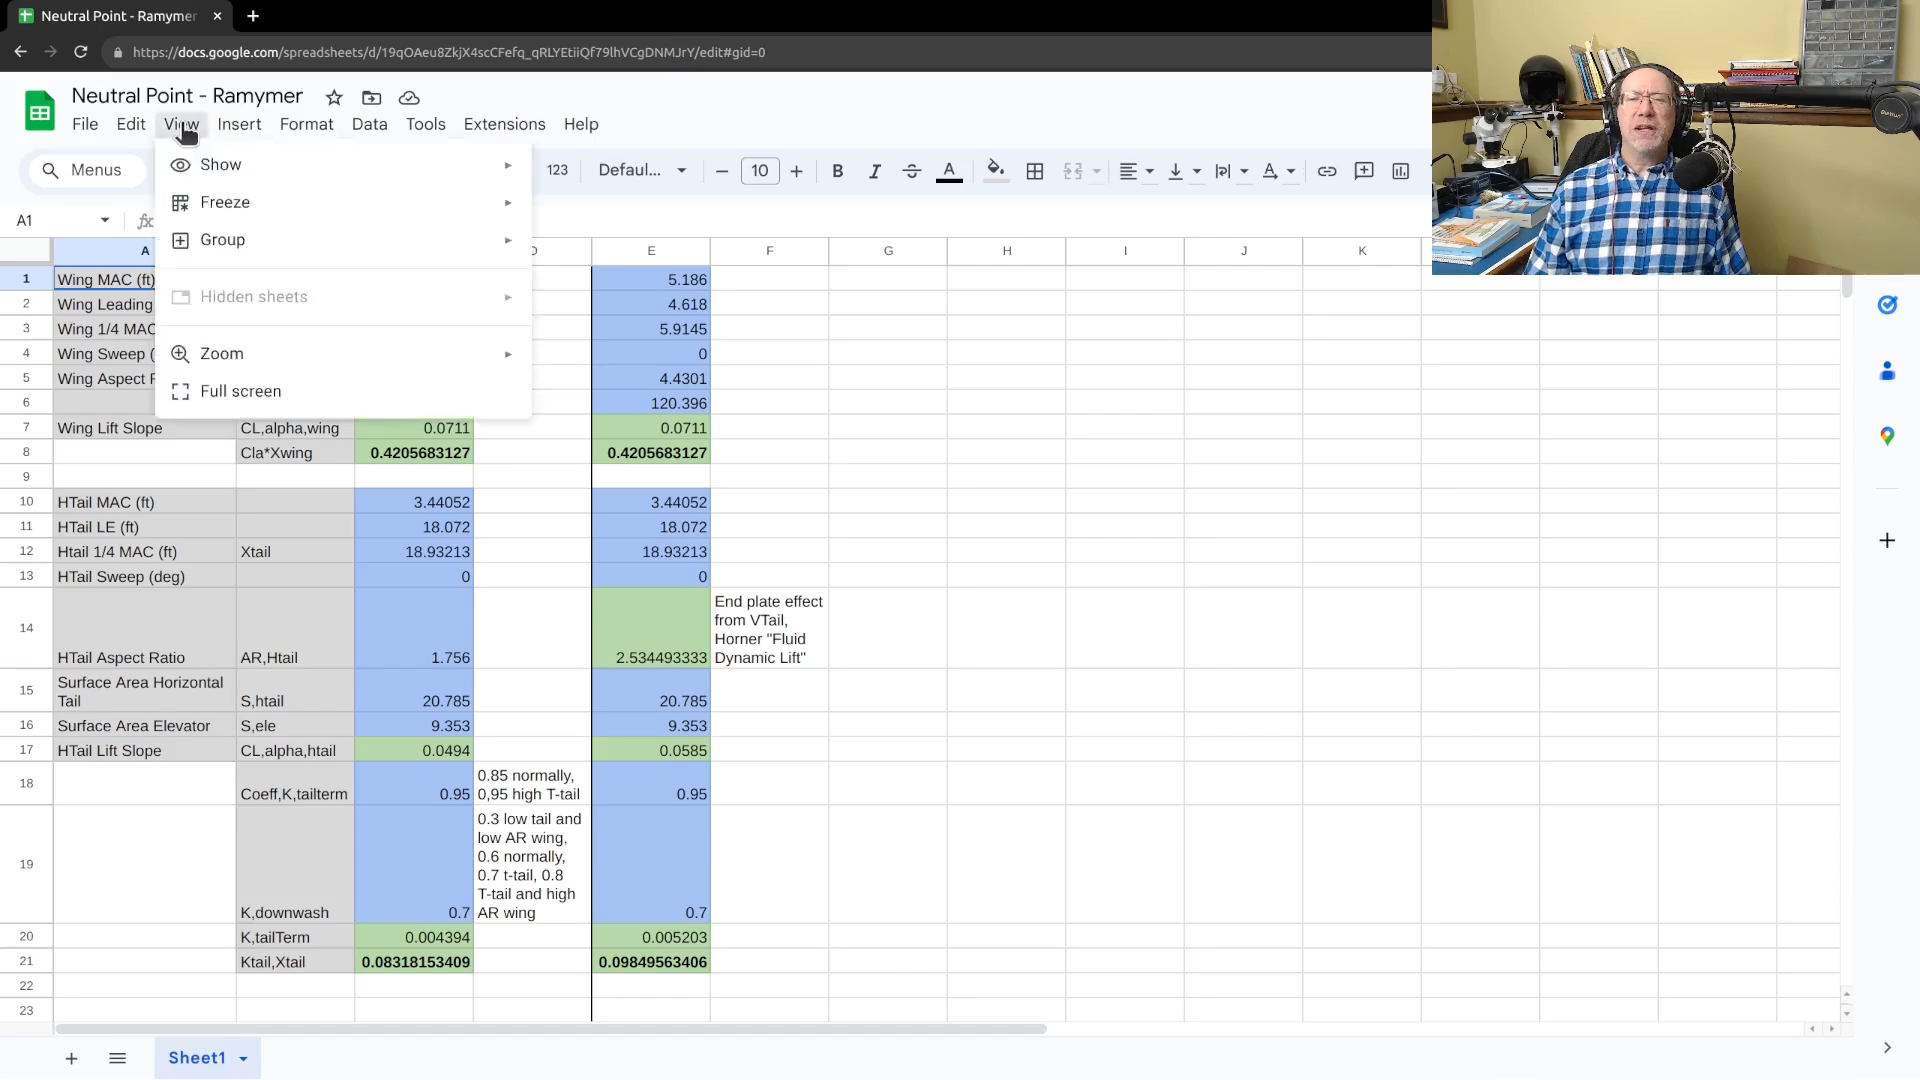 Neutral Point - Ramymer
https://docs.google.com/spreadsheets/d/19qOAeu8ZkjX4scCFefq_qRLYEtiiQf79lhVCgDNMJrY/edit#gid=0
Neutral Point - Ramymer
File Edit View Insert Format Data Tools Extensions Help
Menus 123 Defaul... 10 B I A
A1 fx
Show
Freeze
Group
Hidden sheets
Zoom
Full screen
A D E F G H I J K
1 Wing MAC (ft) 5.186
2 Wing Leading 4.618
3 Wing 1/4 MAC 5.9145
4 Wing Sweep ( 0
5 Wing Aspect R 4.4301
6 120.396
7 Wing Lift Slope CL,alpha,wing 0.0711 0.0711
8 Cla*Xwing 0.4205683127 0.4205683127
9
10 HTail MAC (ft) 3.44052 3.44052
11 HTail LE (ft) 18.072 18.072
12 Htail 1/4 MAC (ft) Xtail 18.93213 18.93213
13 HTail Sweep (deg) 0 0
End plate effect
from VTail,
Horner "Fluid
Dynamic Lift"
14 HTail Aspect Ratio AR,Htail 1.756 2.534493333
15 Surface Area Horizontal
Tail S,htail 20.785 20.785
16 Surface Area Elevator S,ele 9.353 9.353
17 HTail Lift Slope CL,alpha,htail 0.0494 0.0585
0.85 normally,
18 Coeff,K,tailterm 0.95 0,95 high T-tail 0.95
0.3 low tail and
low AR wing,
0.6 normally,
0.7 t-tail, 0.8
T-tail and high
19 K,downwash 0.7 AR wing 0.7
20 K,tailTerm 0.004394 0.005203
21 Ktail,Xtail 0.08318153409 0.09849563406
22
23
Sheet1